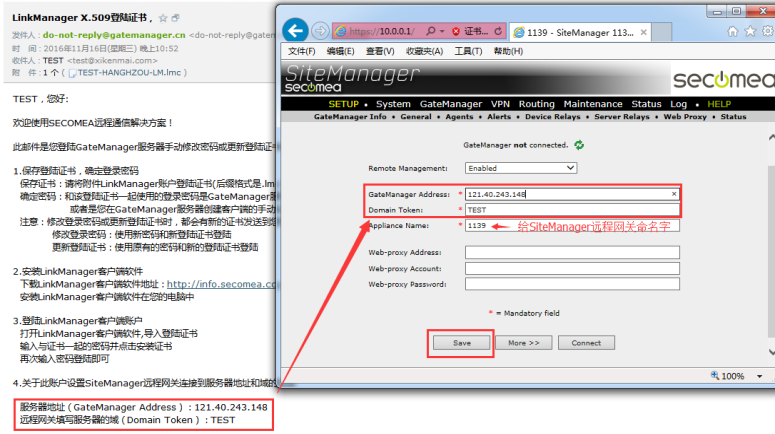 LinkManager X.509登陆证书，
发件人：do-not-reply@gatemanager.cn <do-not-reply@gatem
时 间：2016年11月16日(星期三) 晚上10:52
收件人：TEST <test@xikenmai.com>
附 件：1 个 ( TEST-HANGHZOU-LM.lmc )
TEST，您好:
欢迎使用SECOMEA远程通信解决方案！
此邮件是您登陆GateManager服务器手动修改密码或更新登陆证
1.保存登陆证书，确定登录密码
保存证书：请将附件LinkManager账户登陆证书(后缀格式是.lm
确定密码：和该登陆证书一起使用的登录密码是GateManager
或者是您在GateManager服务器创建客户端的手动
注意：修改登录密码或更新登陆证书时，都会有新的证书发送到
修改登录密码：使用新密码和新登陆证书登陆
更新登陆证书：使用原有的密码和新的登陆证书登陆
2.安装LinkManager客户端软件
下载LinkManager客户端软件地址：http://info.secomea.co
安装LinkManager客户端软件在您的电脑中
3.登陆LinkManager客户端账户
打开LinkManager客户端软件,导入登陆证书
输入与证书一起的密码并点击安装证书
再次输入密码登陆即可
4.关于此账户设置SiteManager远程网关连接到服务器地址和域的
服务器地址（GateManager Address）: 121.40.243.148
远程网关填写服务器的域（Domain Token）: TEST
https://10.0.0.1/ 证书... 1139 - SiteManager 113...
文件(F) 编辑(E) 查看(V) 收藏夹(A) 工具(T) 帮助(H)
SiteManager
secomea
secomea
SETUP • System GateManager VPN Routing Maintenance Status Log • HELP
GateManager Info • General • Agents • Alerts • Device Relays • Server Relays • Web Proxy • Status
GateManager not connected.
Remote Management: Enabled
GateManager Address: * 121.40.243.148 ×
Domain Token: * TEST
Appliance Name: * 1139 给SiteManager远程网关命名字
Web-proxy Address:
Web-proxy Account:
Web-proxy Password:
* = Mandatory field
Save More >> Connect
100%